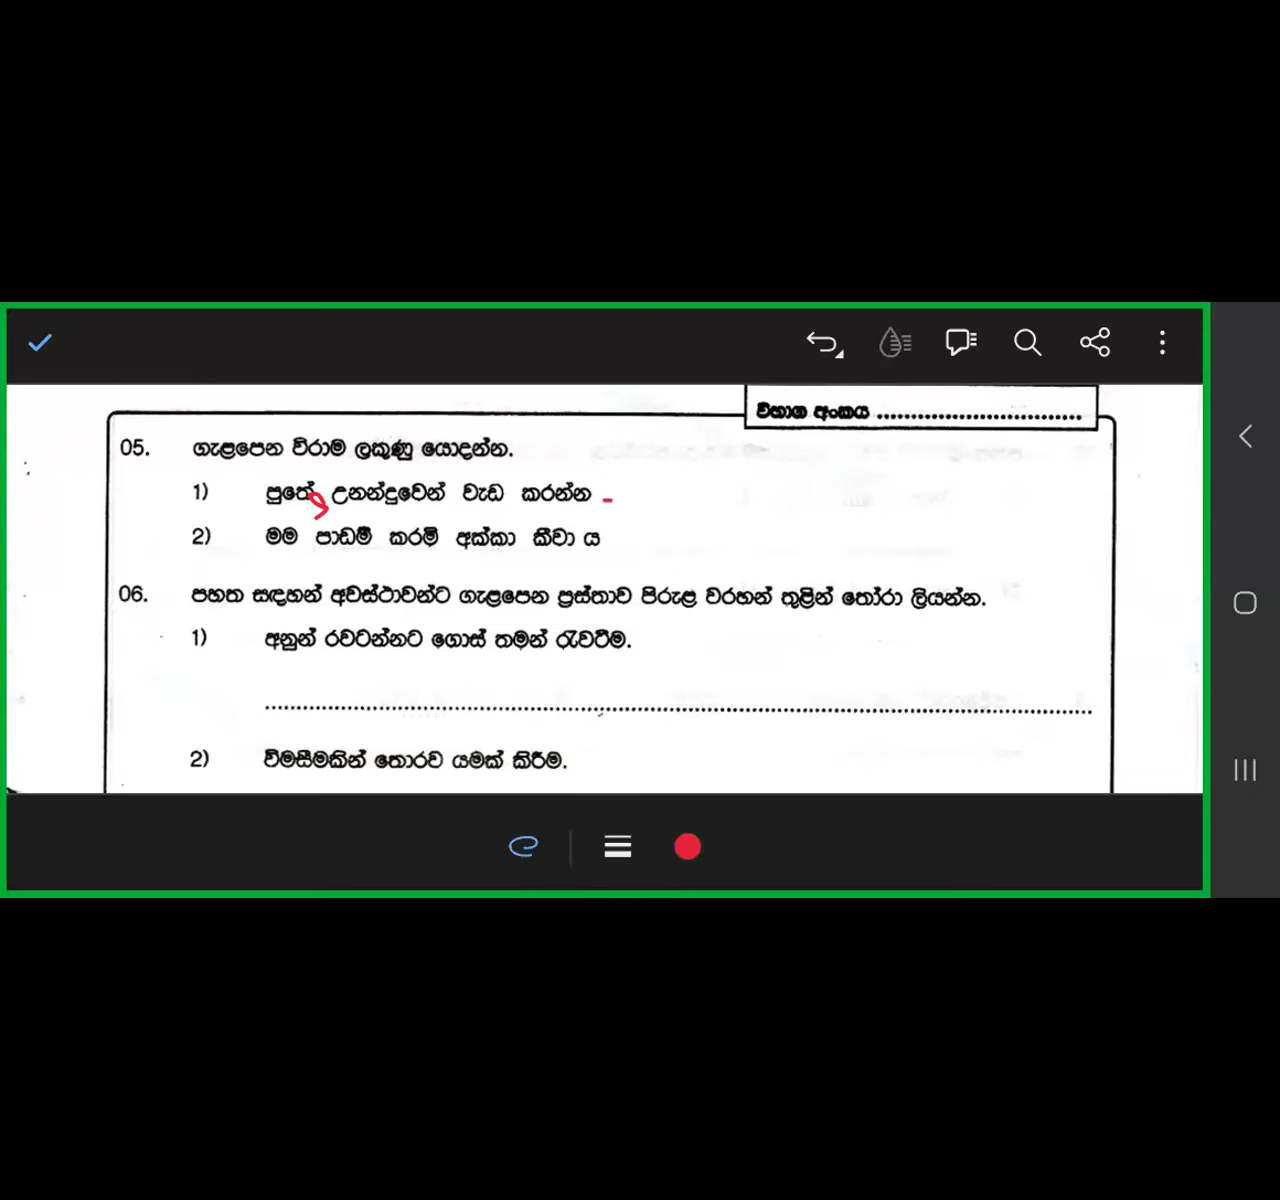 විභාග අංකය ................................
05. ගැළපෙන විරාම ලකුණු යොදන්න.
1) පුතේ, උනන්දුවෙන් වැඩ කරන්න -
2) මම පාඩම් කරමි අක්කා කීවා ය
06. පහත සඳහන් අවස්ථාවන්ට ගැළපෙන ප්‍රස්තාව පිරුළ වරහන් තුළින් තෝරා ලියන්න.
1) අනුන් රවටන්නට ගොස් තමන් රැවටීම.
2) විමසීමකින් තොරව යමක් කිරීම.